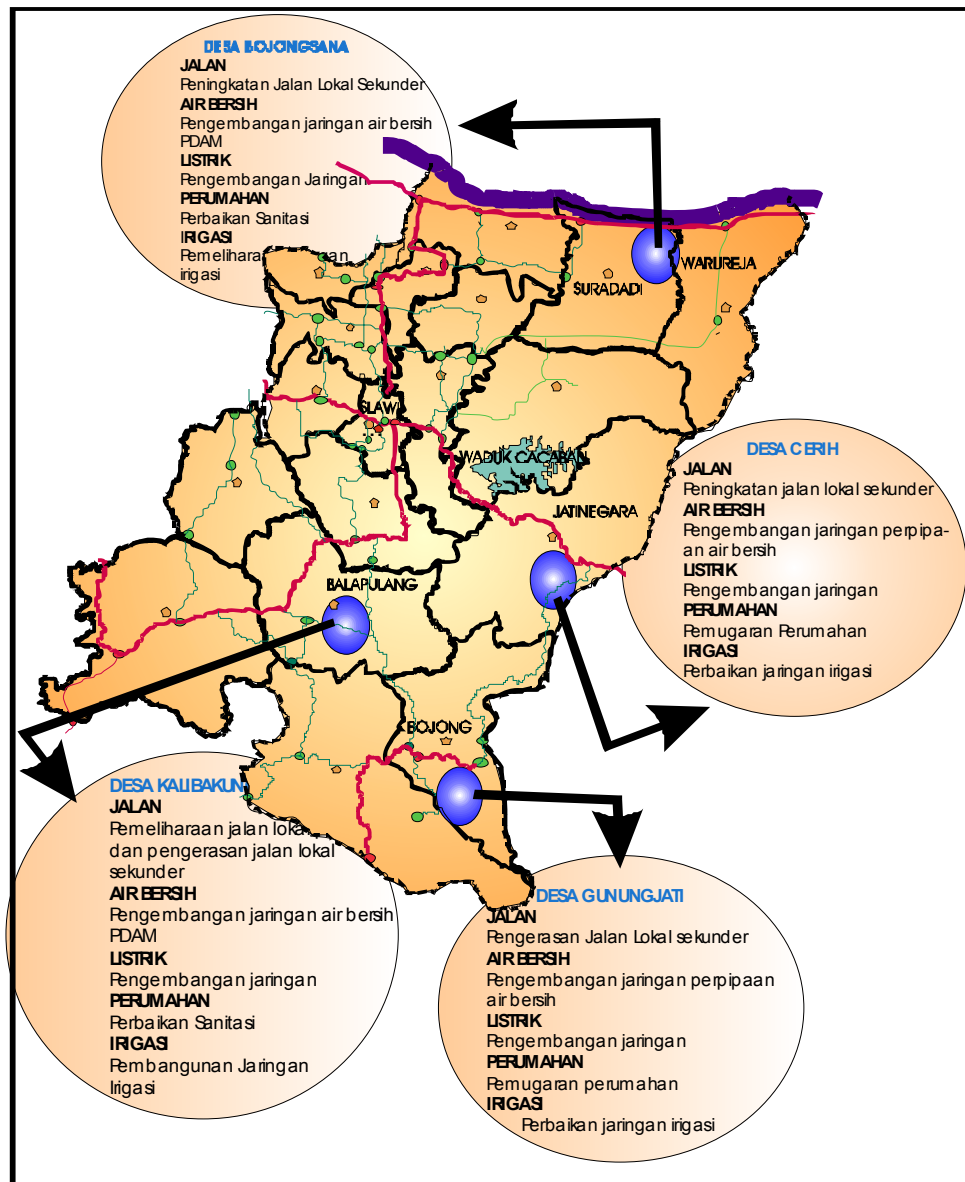 DESA BOJONGSANA
JALAN
Peningkatan Jalan Lokal Sekunder
AIR BERSIH
Pengembangan jaringan air bersih
PDAM
LISTRIK
Pengembangan Jaringan
PERUMAHAN
Perbaikan Sanitasi
IRIGASI
irigasi
WARUREJA
SURADADI
SLAWI
WADUK CACABAN
JATINEGARA
BALAPULANG
BOJONG
DESA CERIH
JALAN
Peningkatan jalan lokal sekunder
AIR BERSIH
Pengembangan jaringan perpipa-
an air bersih
LISTRIK
Pengembangan jaringan
PERUMAHAN
Pemugaran Perumahan
IRIGASI
Perbaikan jaringan irigasi
DESA KALIBAKUN
JALAN
Pemeliharaan jalan lokal
dan pengerasan jalan lokal
sekunder
AIR BERSIH
Pengembangan jaringan air bersih
PDAM
LISTRIK
Pengembangan jaringan
PERUMAHAN
Perbaikan Sanitasi
IRIGASI
Pembangunan Jaringan
Irigasi
DESA GUNUNGJATI
JALAN
Pengerasan Jalan Lokal sekunder
AIR BERSIH
Pengembangan jaringan perpipaan
air bersih
LISTRIK
Pengembangan jaringan
PERUMAHAN
Pemugaran perumahan
IRIGASI
Perbaikan jaringan irigasi